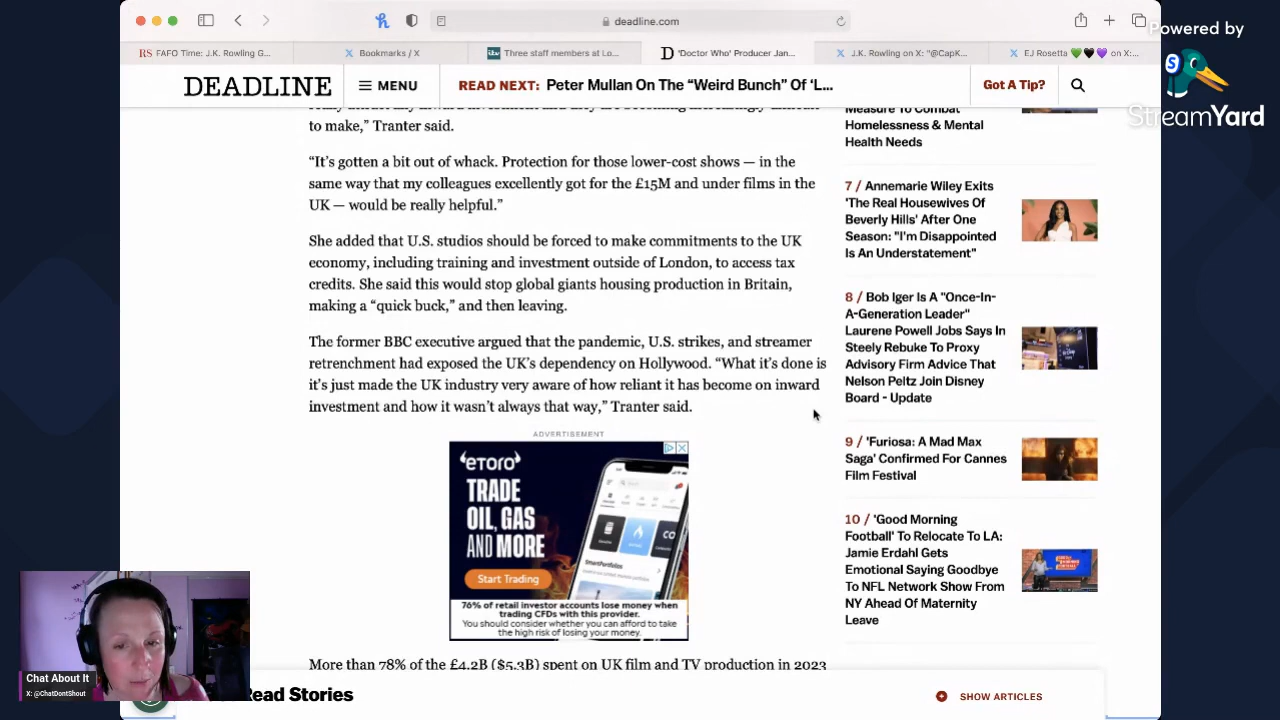 Powered by
StreamYard
deadline.com
RS FAFO Time: J.K. Rowling G...
Bookmarks / X
itv Three staff members at Lo...
D 'Doctor Who' Producer Jan...
J.K. Rowling on X: "@CapK...
EJ Rosetta 💚🖤💜 on X:...
DEADLINE
MENU
READ NEXT: Peter Mullan On The “Weird Bunch” Of ‘L...
Got A Tip?
to make,” Tranter said.
“It’s gotten a bit out of whack. Protection for those lower-cost shows — in the
same way that my colleagues excellently got for the £15M and under films in the
UK — would be really helpful.”
She added that U.S. studios should be forced to make commitments to the UK
economy, including training and investment outside of London, to access tax
credits. She said this would stop global giants housing production in Britain,
making a “quick buck,” and then leaving.
The former BBC executive argued that the pandemic, U.S. strikes, and streamer
retrenchment had exposed the UK’s dependency on Hollywood. “What it’s done is
it’s just made the UK industry very aware of how reliant it has become on inward
investment and how it wasn’t always that way,” Tranter said.
ADVERTISEMENT
eToro
TRADE
OIL, GAS
AND MORE
Start Trading
SmartPortfolios
76% of retail investor accounts lose money when
trading CFDs with this provider.
You should consider whether you can afford to take
the high risk of losing your money.
More than 78% of the £4.2B ($5.3B) spent on UK film and TV production in 2023
Measure To Combat
Homelessness & Mental
Health Needs
7 / Annemarie Wiley Exits
'The Real Housewives Of
Beverly Hills' After One
Season: "I'm Disappointed
Is An Understatement"
8 / Bob Iger Is A "Once-In-
A-Generation Leader"
Laurene Powell Jobs Says In
Steely Rebuke To Proxy
Advisory Firm Advice That
Nelson Peltz Join Disney
Board - Update
9 / 'Furiosa: A Mad Max
Saga' Confirmed For Cannes
Film Festival
10 / 'Good Morning
Football' To Relocate To LA:
Jamie Erdahl Gets
Emotional Saying Goodbye
To NFL Network Show From
NY Ahead Of Maternity
Leave
Read Stories
SHOW ARTICLES
Chat About It
X: @ChatDontShout